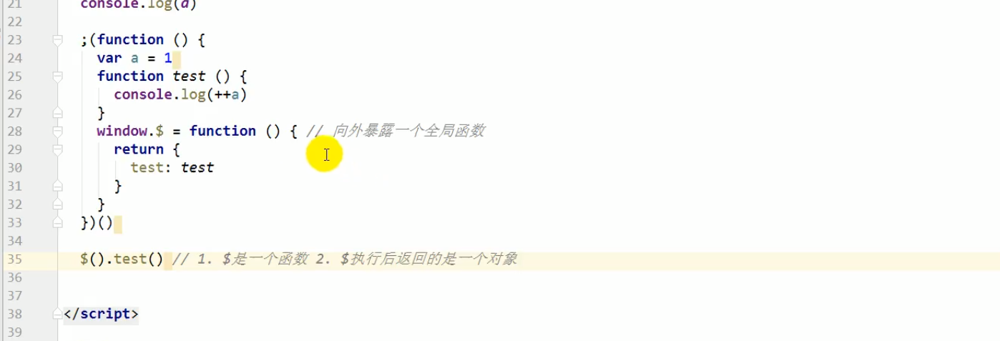 21 console.log(a)
22
23 ;(function () {
24 var a = 1
25 function test () {
26 console.log(++a)
27 }
28 window.$ = function () { // 向外暴露一个全局函数
29 return {
30 test: test
31 }
32 }
33 })()
34
35 $().test() // 1. $是一个函数 2. $执行后返回的是一个对象
36
37
38 </script>
39